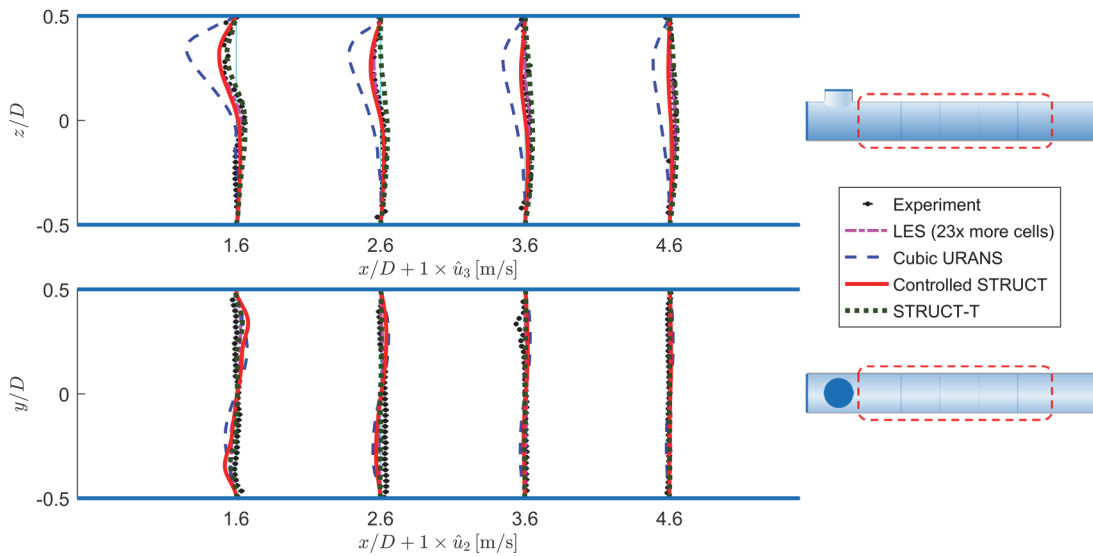 0.5
z/D
0
-0.5
1.6 2.6 3.6 4.6
x/D + 1 × û₃ [m/s]
Experiment
LES (23x more cells)
Cubic URANS
Controlled STRUCT
STRUCT-T
0.5
y/D
0
-0.5
1.6 2.6 3.6 4.6
x/D + 1 × û₂ [m/s]